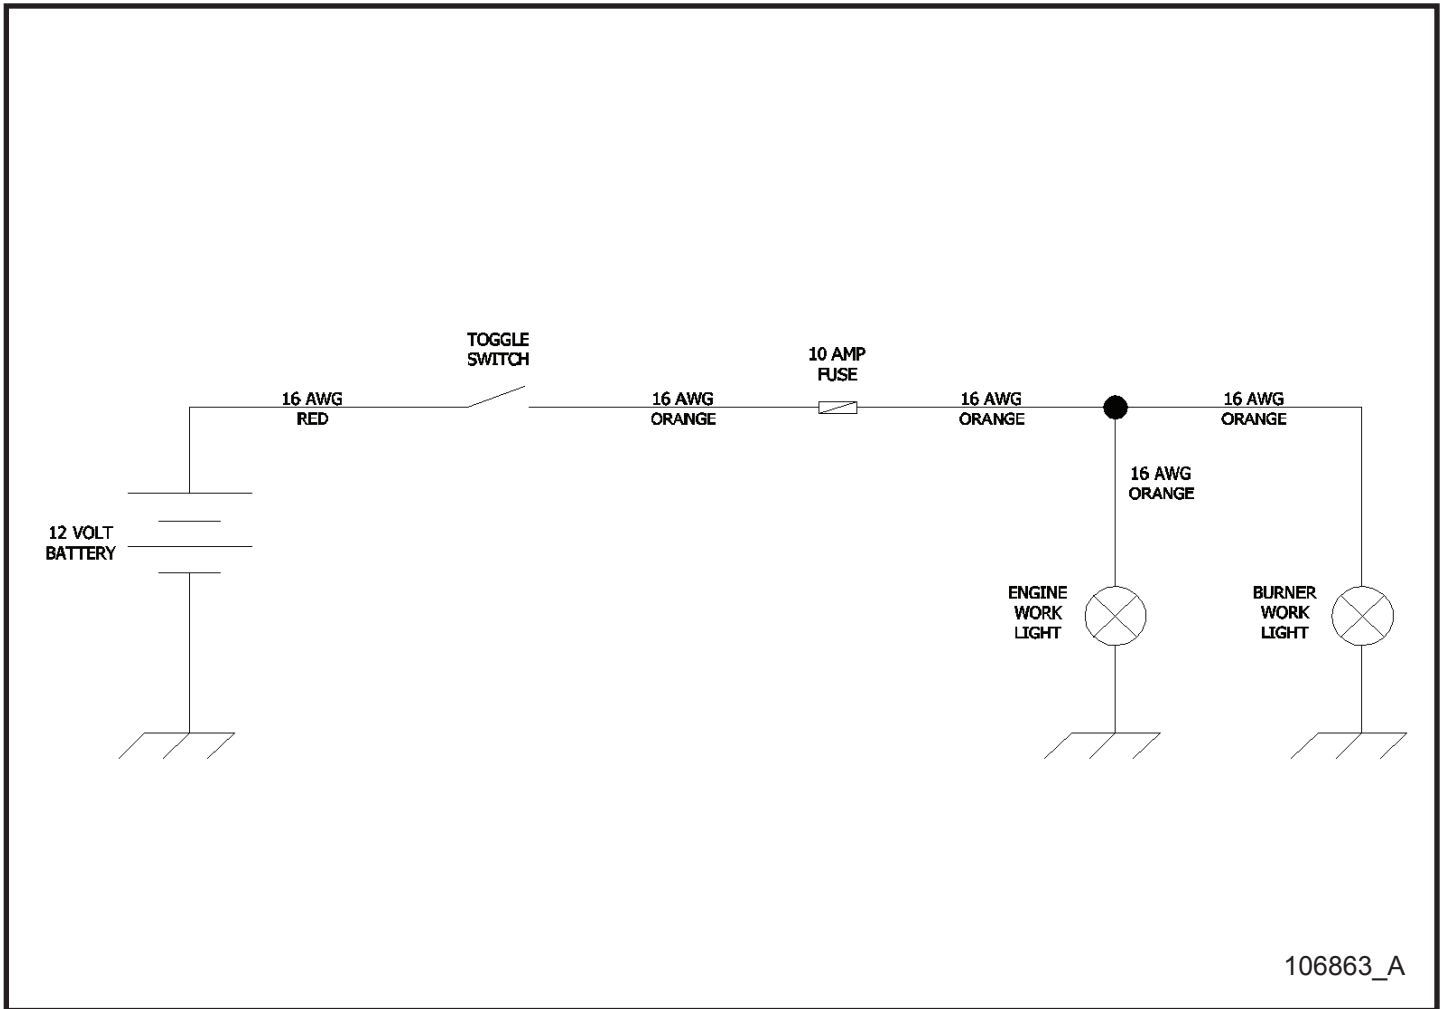 TOGGLE
SWITCH
10 AMP
FUSE
16 AWG
RED
16 AWG
ORANGE
16 AWG
ORANGE
16 AWG
ORANGE
16 AWG
ORANGE
12 VOLT
BATTERY
ENGINE
WORK
LIGHT
BURNER
WORK
LIGHT
106863_A